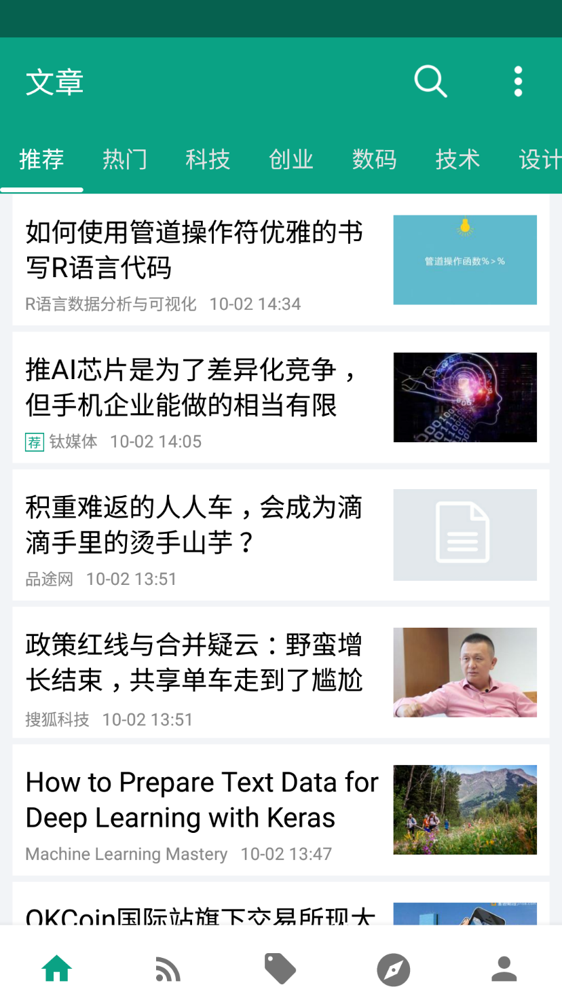 文章
推荐 热门 科技 创业 数码 技术 设计
如何使用管道操作符优雅的书
写R语言代码
R语言数据分析与可视化 10-02 14:34
管道操作函数%>%
推AI芯片是为了差异化竞争，
但手机企业能做的相当有限
荐 钛媒体 10-02 14:05
积重难返的人人车，会成为滴
滴手里的烫手山芋？
品途网 10-02 13:51
政策红线与合并疑云：野蛮增
长结束，共享单车走到了尴尬
搜狐科技 10-02 13:51
How to Prepare Text Data for
Deep Learning with Keras
Machine Learning Mastery 10-02 13:47
OKCoin国际站旗下交易所现大